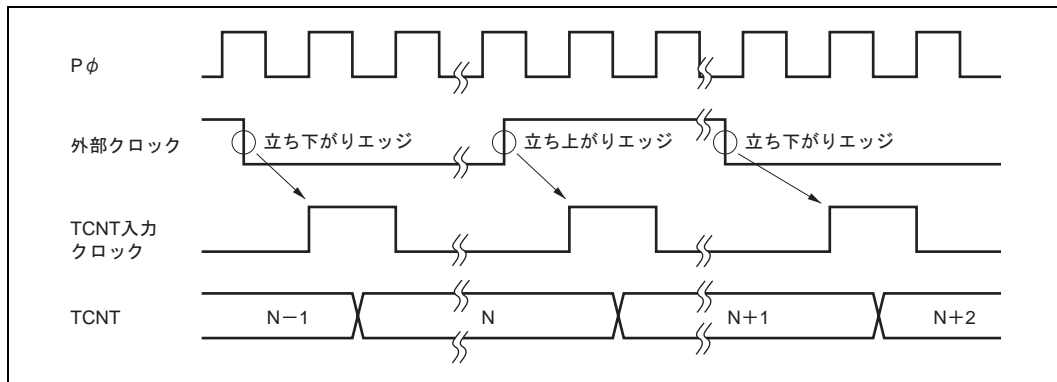 Pφ
外部クロック
立ち下がりエッジ 立ち上がりエッジ 立ち下がりエッジ
TCNT入力
クロック
TCNT
N−1 N N+1 N+2